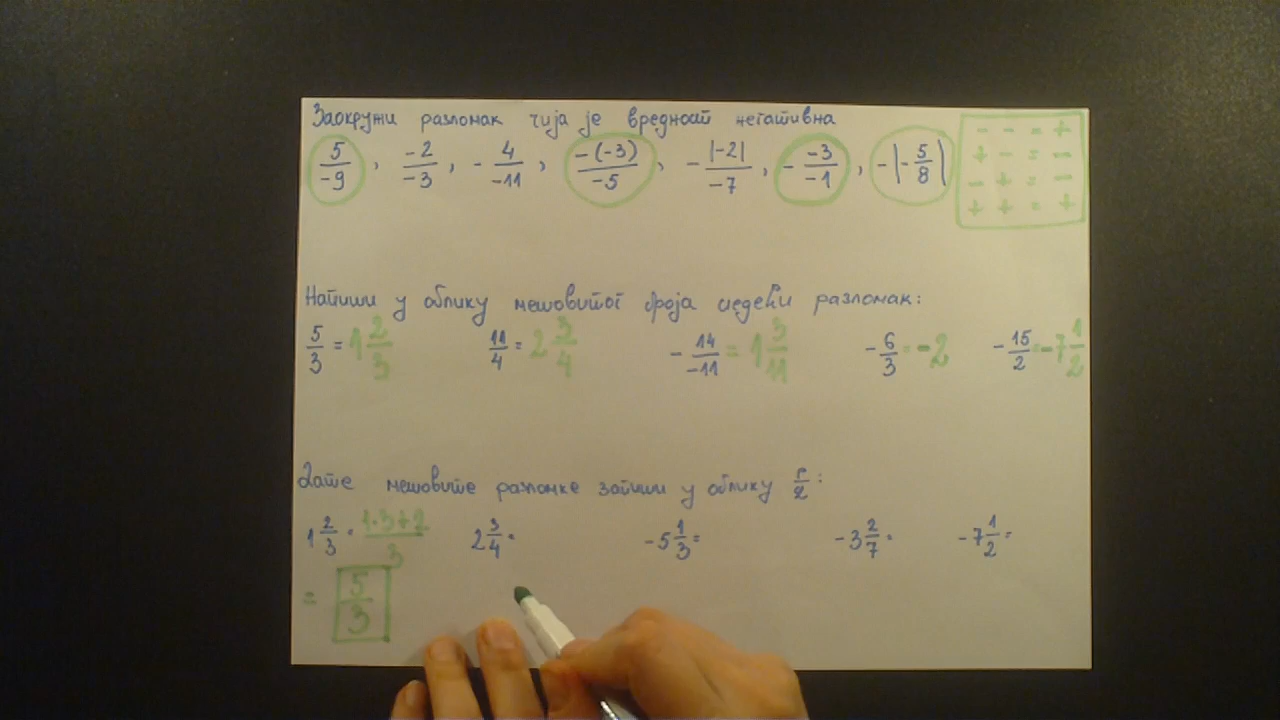 Заокружи разломак чија је вредност негативна
5/-9, -2/-3, - 4/-11, -(-3)/-5, - |-2|/-7, - -3/-1, -|-5/8|
- - = +
+ - = -
- + = -
+ + = +
Напиши у облику мешовитог броја следећи разломак:
5/3 = 1 2/3 11/4 = 2 3/4 - 14/-11 = 1 3/11 - 6/3 = -2 - 15/2 = -7 1/2
Дате мешовите разломке запиши у облику
1 2/3 = 1·3+2/3 2 3/4 = -5 1/3 = -3 2/7 = -7 1/2 =
= 5/3